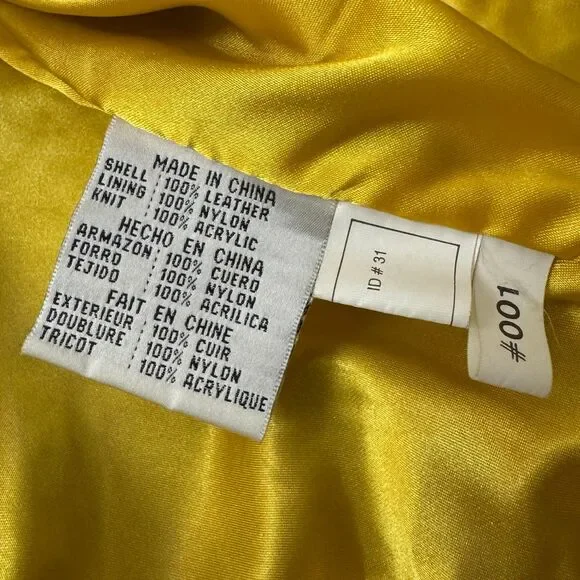 MADE IN CHINA
SHELL : 100% LEATHER
LINING : 100% NYLON
KNIT : 100% ACRYLIC
HECHO EN CHINA
ARMAZON : 100% CUERO
FORRO : 100% NYLON
TEJIDO : 100% ACRILICA
FAIT EN CHINE
EXTERIEUR : 100% CUIR
DOUBLURE : 100% NYLON
TRICOT : 100% ACRYLIQUE
ID # 31
#001